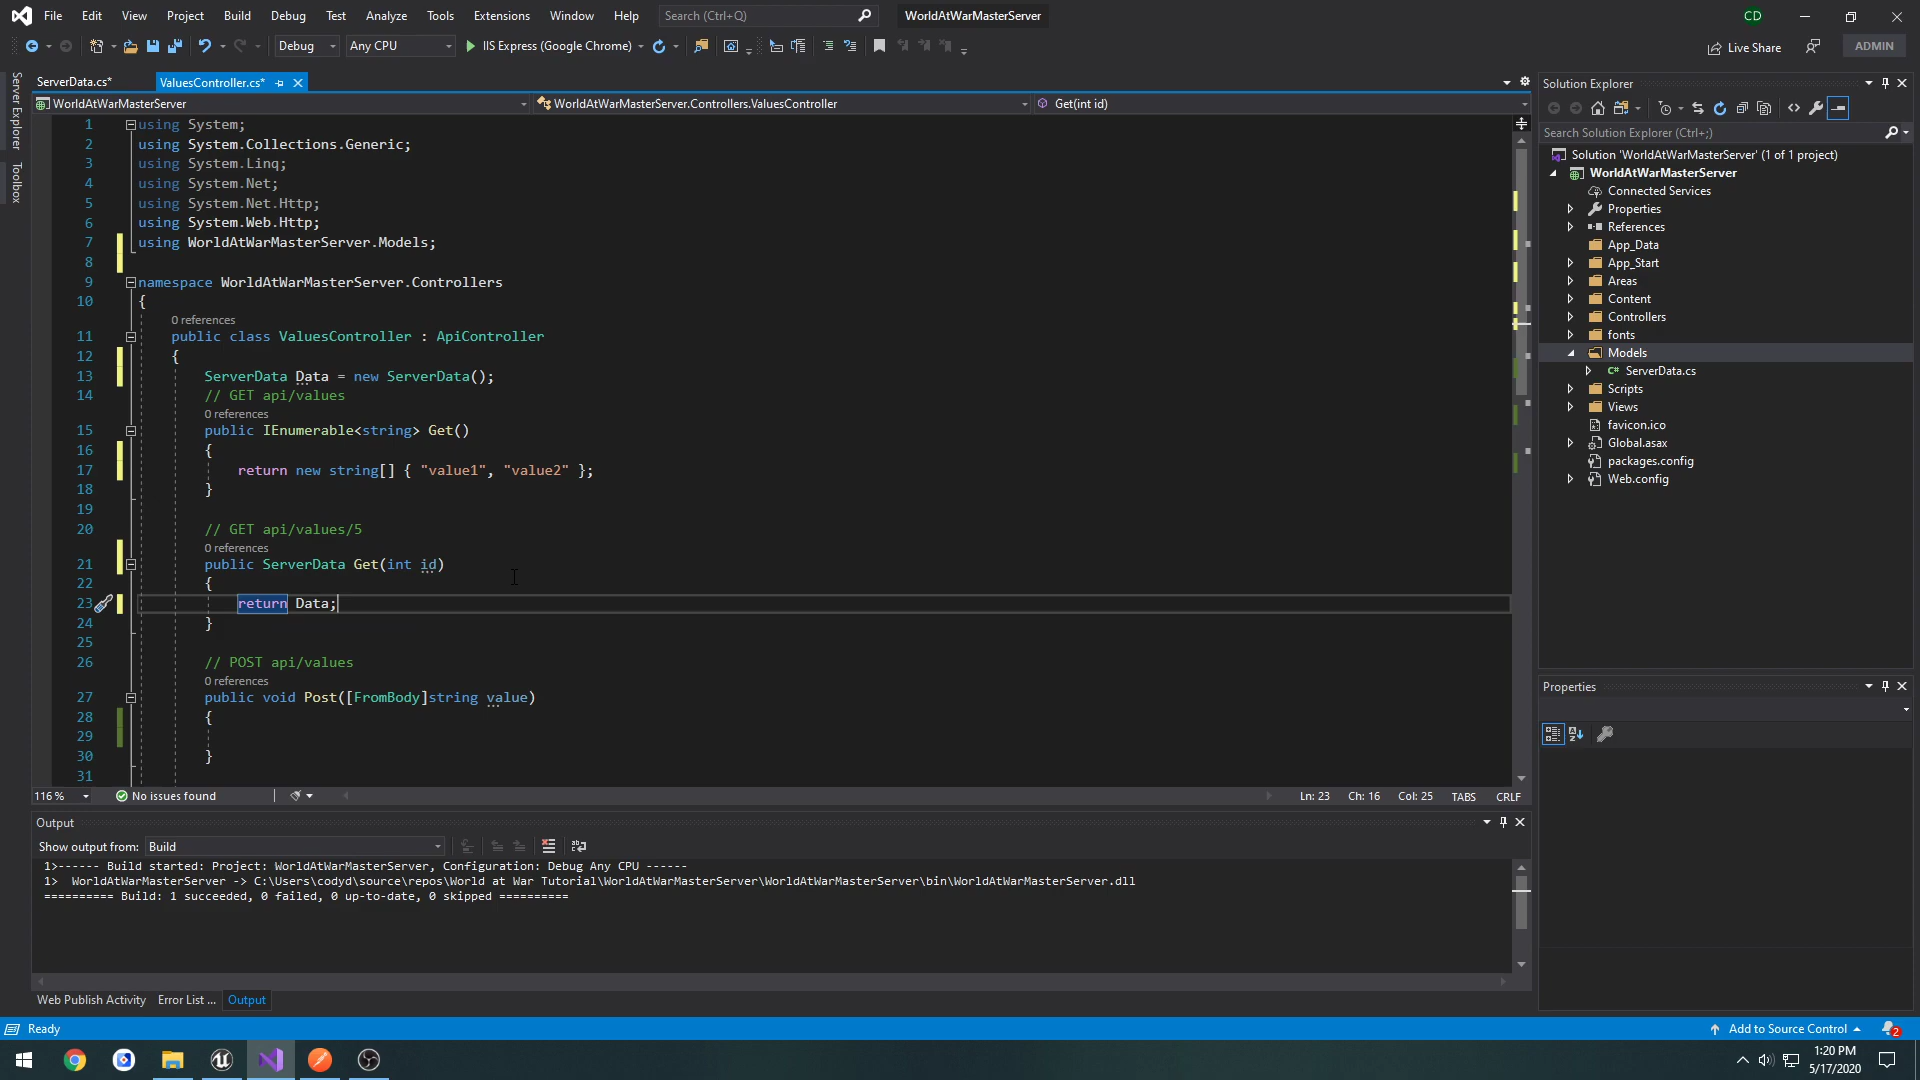 File Edit View Project Build Debug Test Analyze Tools Extensions Window Help Search (Ctrl+Q) WorldAtWarMasterServer CD
Debug Any CPU IIS Express (Google Chrome) Live Share ADMIN
Server Explorer
Toolbox
ServerData.cs* ValuesController.cs*
WorldAtWarMasterServer WorldAtWarMasterServer.Controllers.ValuesController Get(int id)
1 using System;
2 using System.Collections.Generic;
3 using System.Linq;
4 using System.Net;
5 using System.Net.Http;
6 using System.Web.Http;
7 using WorldAtWarMasterServer.Models;
8
9 namespace WorldAtWarMasterServer.Controllers
10 {
0 references
11 public class ValuesController : ApiController
12 {
13 ServerData Data = new ServerData();
14 // GET api/values
0 references
15 public IEnumerable<string> Get()
16 {
17 return new string[] { "value1", "value2" };
18 }
19
20 // GET api/values/5
0 references
21 public ServerData Get(int id)
22 {
23 return Data;
24 }
25
26 // POST api/values
0 references
27 public void Post([FromBody]string value)
28 {
29
30 }
31
116 % No issues found Ln: 23 Ch: 16 Col: 25 TABS CRLF
Output
Show output from: Build
1>------ Build started: Project: WorldAtWarMasterServer, Configuration: Debug Any CPU ------
1> WorldAtWarMasterServer -> C:\Users\codyd\source\repos\World at War Tutorial\WorldAtWarMasterServer\WorldAtWarMasterServer\bin\WorldAtWarMasterServer.dll
========== Build: 1 succeeded, 0 failed, 0 up-to-date, 0 skipped ==========
Web Publish Activity Error List ... Output
Solution Explorer
Search Solution Explorer (Ctrl+;)
Solution 'WorldAtWarMasterServer' (1 of 1 project)
WorldAtWarMasterServer
Connected Services
Properties
References
App_Data
App_Start
Areas
Content
Controllers
fonts
Models
C# ServerData.cs
Scripts
Views
favicon.ico
Global.asax
packages.config
Web.config
Properties
Ready Add to Source Control 2
1:20 PM
5/17/2020